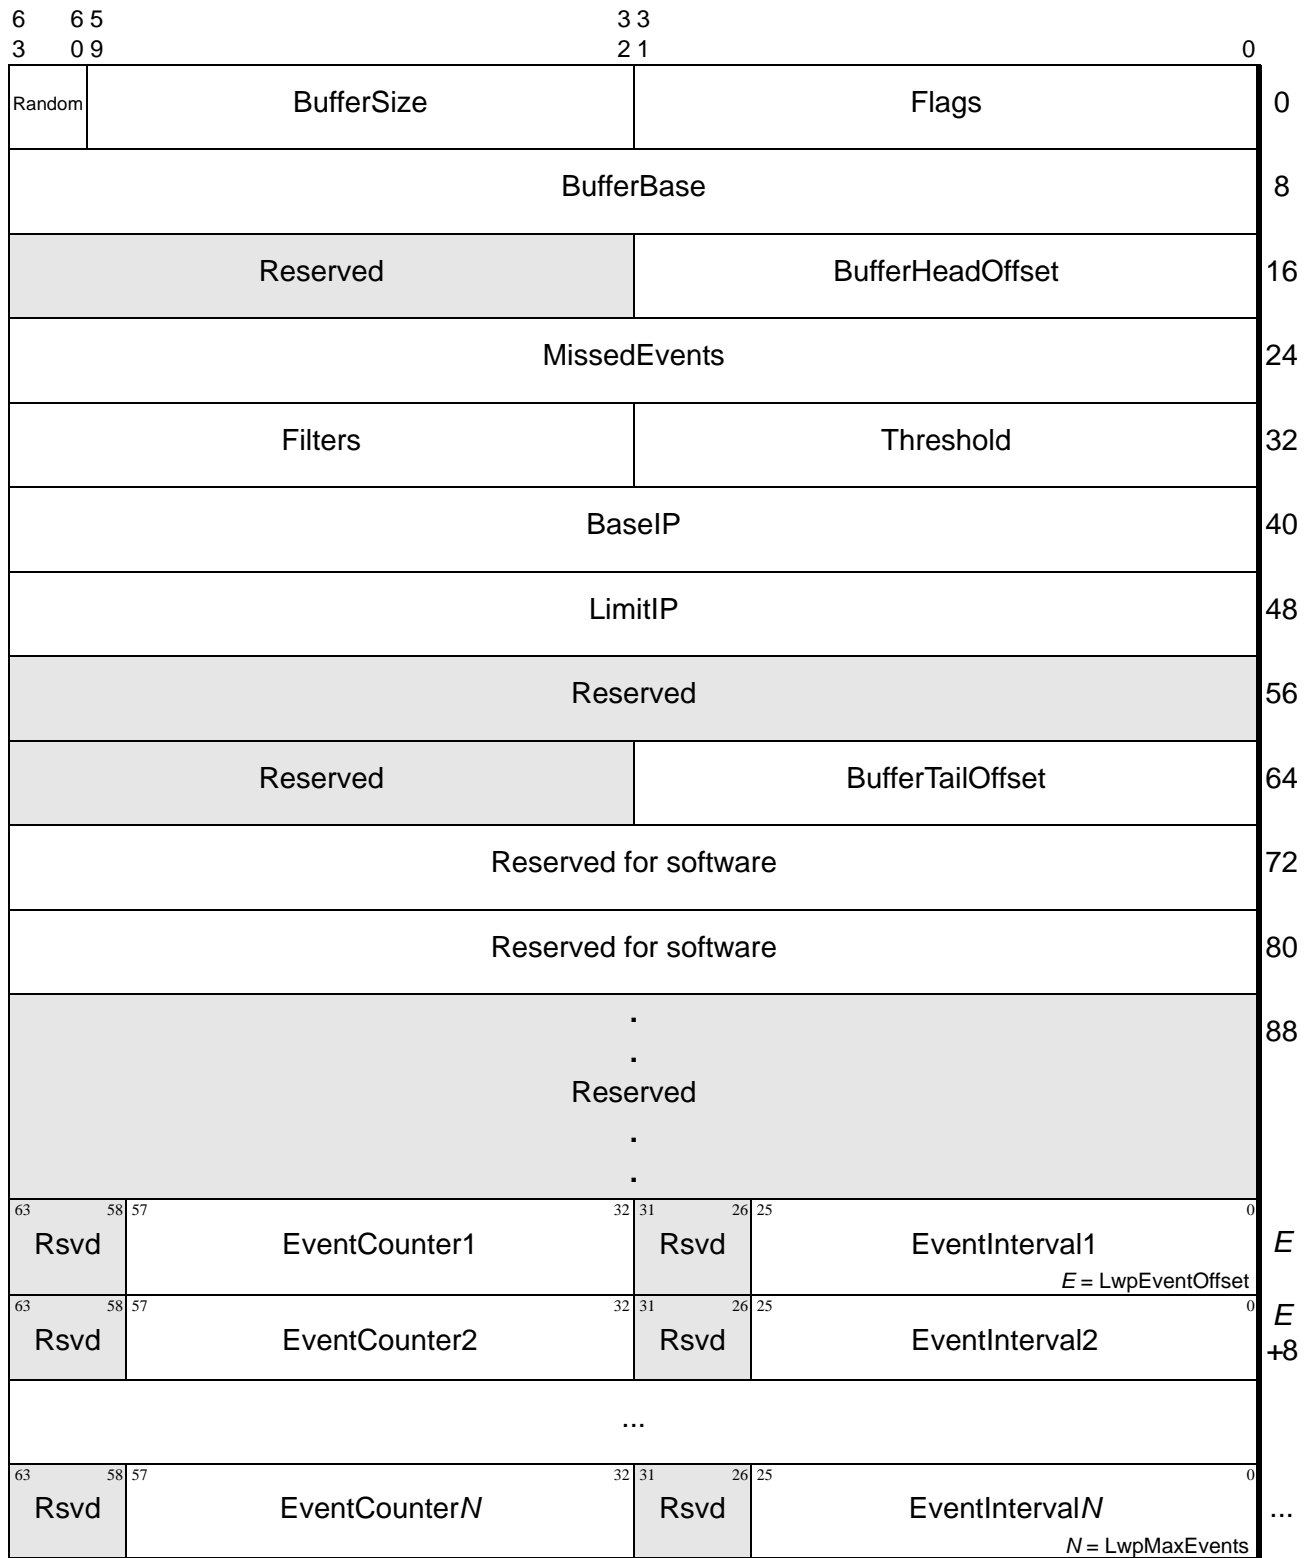 6 6 5 3 3
3 0 9 2 1 0
Random BufferSize Flags 0
BufferBase 8
Reserved BufferHeadOffset 16
MissedEvents 24
Filters Threshold 32
BaseIP 40
LimitIP 48
Reserved 56
Reserved BufferTailOffset 64
Reserved for software 72
Reserved for software 80
. 88
.
Reserved
.
.
63 58 57 32 31 26 25 0
Rsvd EventCounter1 Rsvd EventInterval1 E
E = LwpEventOffset
63 58 57 32 31 26 25 0 E
Rsvd EventCounter2 Rsvd EventInterval2 +8
...
63 58 57 32 31 26 25 0
Rsvd EventCounterN Rsvd EventIntervalN ...
N = LwpMaxEvents